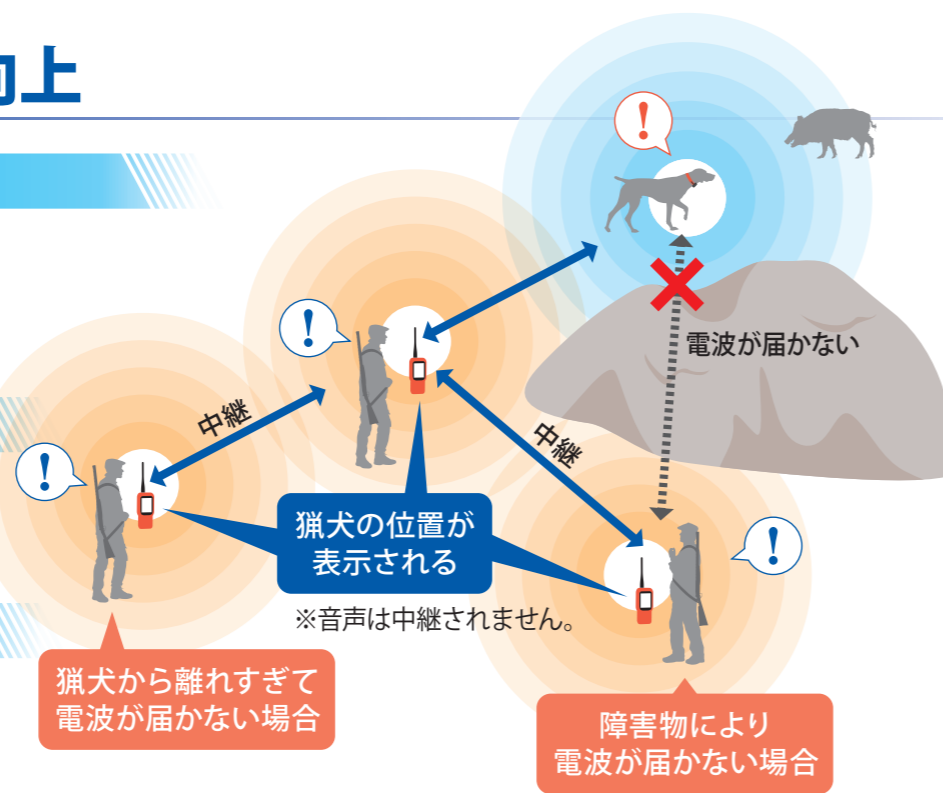 向上
!
電波が届かない
!
中継
中継
!
猟犬の位置が
表示される
!
※音声は中継されません。
猟犬から離れすぎて
電波が届かない場合
障害物により
電波が届かない場合